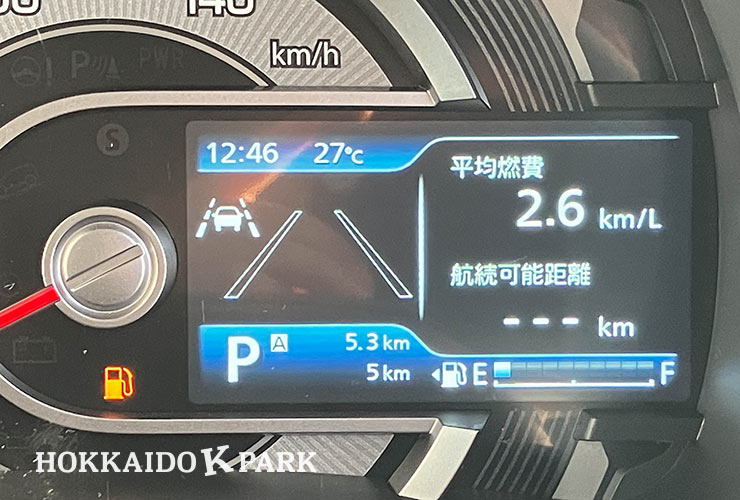 140
km/h
P
PWR
S
12:46 27℃
平均燃費
2.6 km/L
航続可能距離
--- km
P A 5.3 km
5 km
E F
HOKKAIDO K PARK